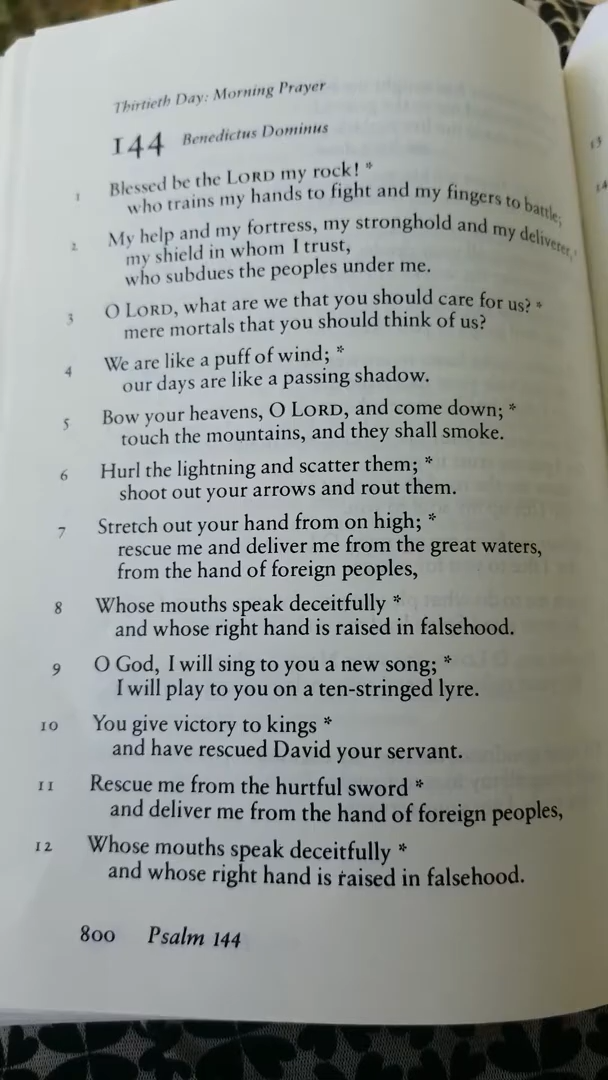 Thirtieth Day: Morning Prayer
144 Benedictus Dominus
1 Blessed be the LORD my rock! *
who trains my hands to fight and my fingers to battle;
2 My help and my fortress, my stronghold and my deliverer, *
my shield in whom I trust,
who subdues the peoples under me.
3 O LORD, what are we that you should care for us? *
mere mortals that you should think of us?
4 We are like a puff of wind; *
our days are like a passing shadow.
5 Bow your heavens, O LORD, and come down; *
touch the mountains, and they shall smoke.
6 Hurl the lightning and scatter them; *
shoot out your arrows and rout them.
7 Stretch out your hand from on high; *
rescue me and deliver me from the great waters,
from the hand of foreign peoples,
8 Whose mouths speak deceitfully *
and whose right hand is raised in falsehood.
9 O God, I will sing to you a new song; *
I will play to you on a ten-stringed lyre.
10 You give victory to kings *
and have rescued David your servant.
11 Rescue me from the hurtful sword *
and deliver me from the hand of foreign peoples,
12 Whose mouths speak deceitfully *
and whose right hand is raised in falsehood.
800 Psalm 144
13
14